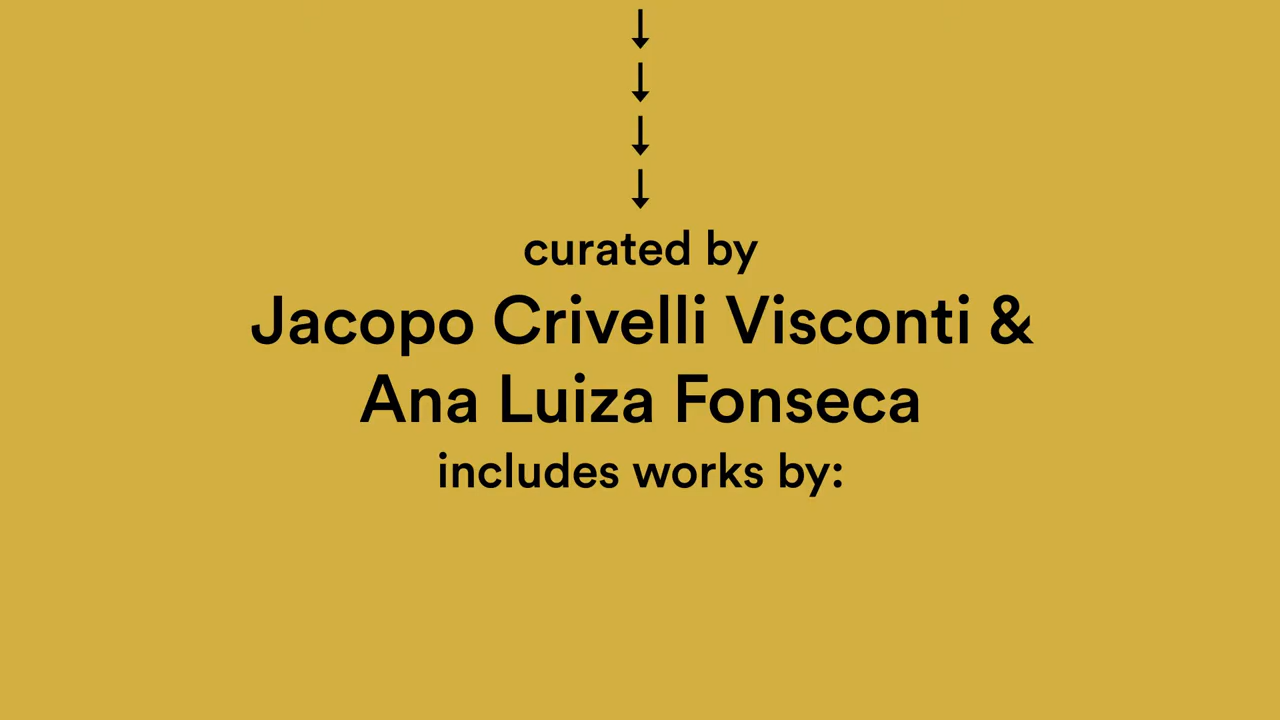 curated by
Jacopo Crivelli Visconti &
Ana Luiza Fonseca
includes works by: